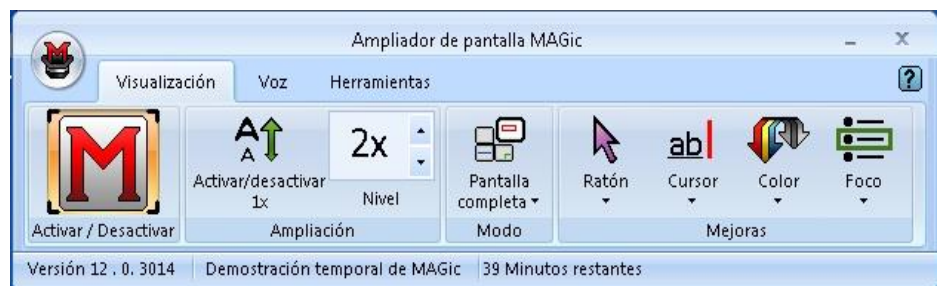 Ampliador de pantalla MAGic
Visualización Voz Herramientas
M
A
A
2x
ab
Activar/desactivar
1x
Nivel
Pantalla
completa
Ratón
Cursor
Color
Foco
Activar / Desactivar
Ampliación
Modo
Mejoras
Versión 12 . 0. 3014 Demostración temporal de MAGic 39 Minutos restantes